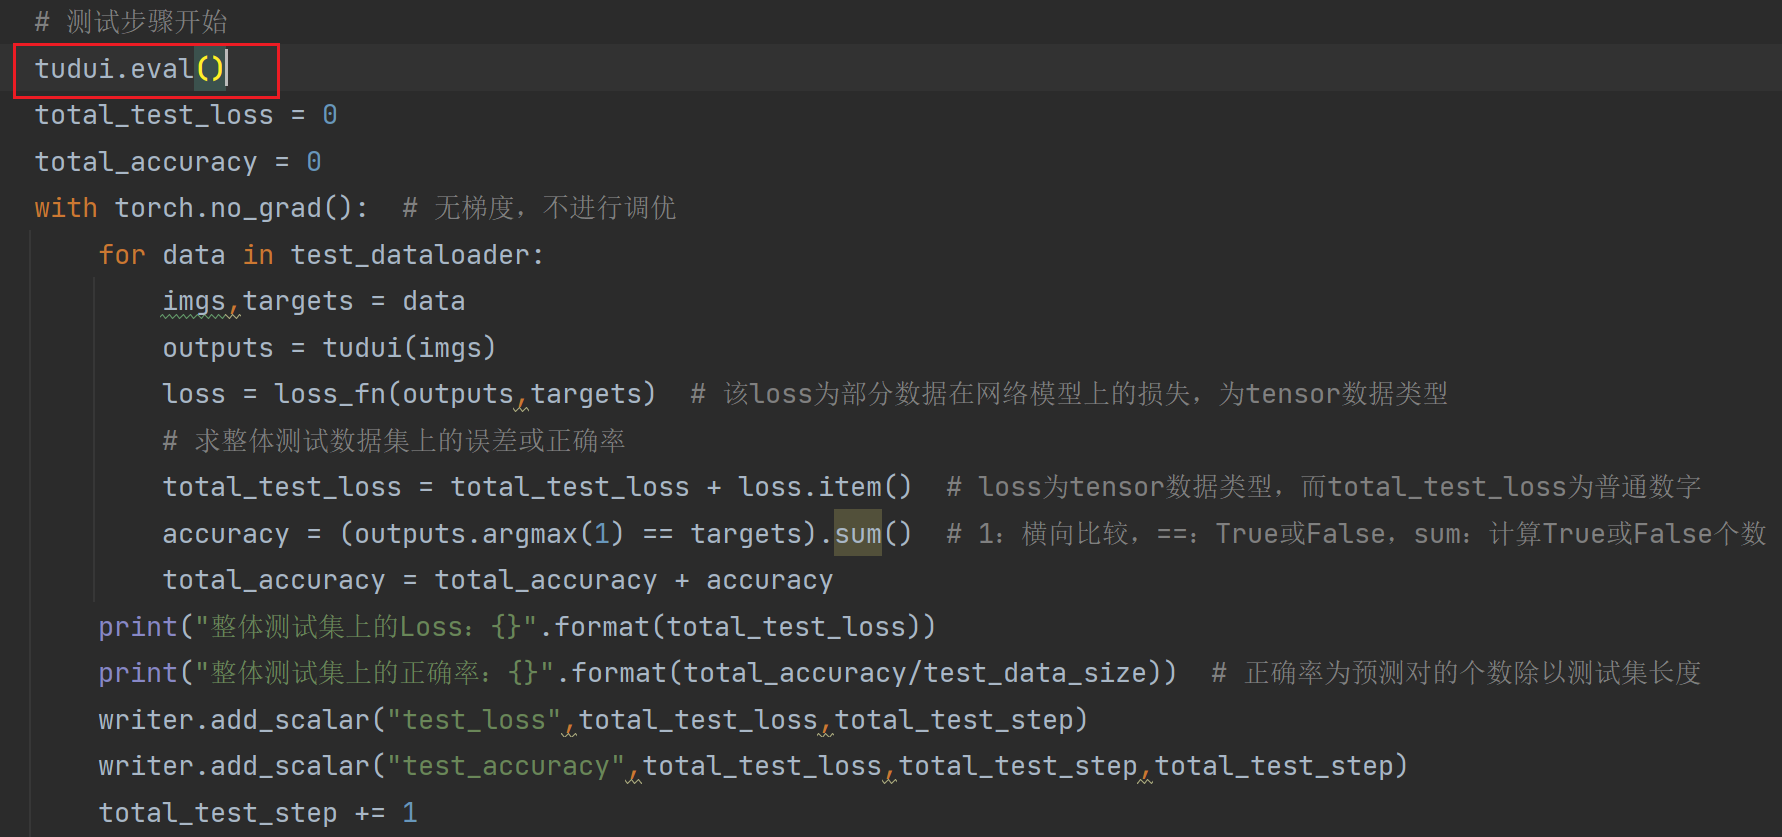 # 测试步骤开始
tudui.eval()
total_test_loss = 0
total_accuracy = 0
with torch.no_grad():  # 无梯度，不进行调优
    for data in test_dataloader:
        imgs,targets = data
        outputs = tudui(imgs)
        loss = loss_fn(outputs,targets)  # 该loss为部分数据在网络模型上的损失，为tensor数据类型
        # 求整体测试数据集上的误差或正确率
        total_test_loss = total_test_loss + loss.item()  # loss为tensor数据类型，而total_test_loss为普通数字
        accuracy = (outputs.argmax(1) == targets).sum()  # 1：横向比较，==：True或False，sum：计算True或False个数
        total_accuracy = total_accuracy + accuracy
    print("整体测试集上的Loss：{}".format(total_test_loss))
    print("整体测试集上的正确率：{}".format(total_accuracy/test_data_size))  # 正确率为预测对的个数除以测试集长度
    writer.add_scalar("test_loss",total_test_loss,total_test_step)
    writer.add_scalar("test_accuracy",total_test_loss,total_test_step,total_test_step)
    total_test_step += 1